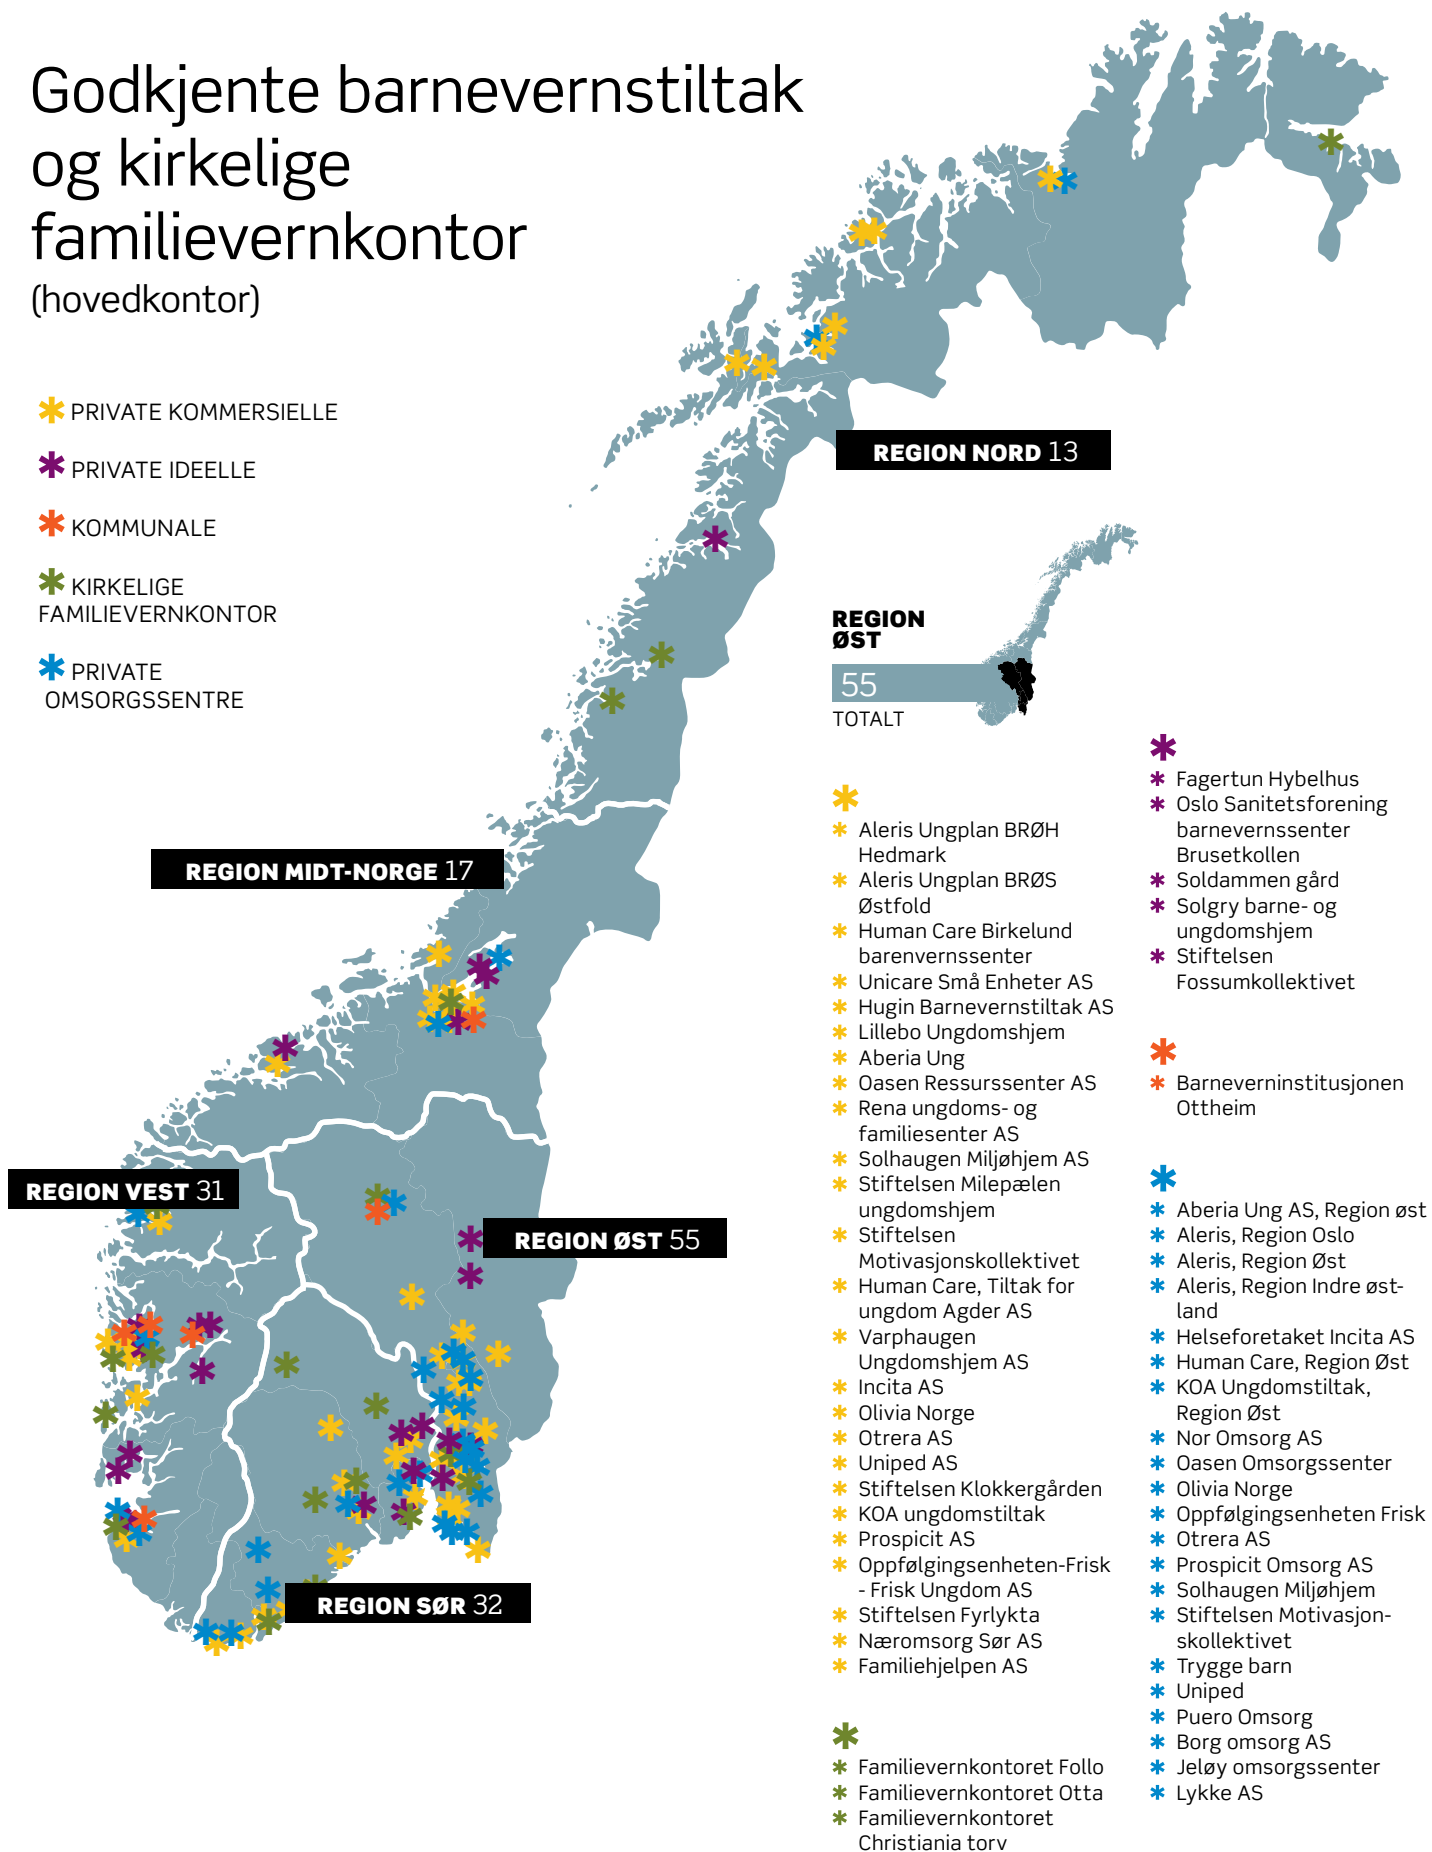 Godkjente barnevernstiltak
og kirkelige
familievernkontor
(hovedkontor)
PRIVATE KOMMERSIELLE
PRIVATE IDEELLE
KOMMUNALE
KIRKELIGE
FAMILIEVERNKONTOR
PRIVATE
OMSORGSSENTRE
REGION NORD 13
REGION MIDT-NORGE 17
REGION VEST 31
REGION ØST 55
REGION SØR 32
REGION
ØST
55
TOTALT
Aleris Ungplan BRØH
Hedmark
Aleris Ungplan BRØS
Østfold
Human Care Birkelund
barenvernssenter
Unicare Små Enheter AS
Hugin Barnevernstiltak AS
Lillebo Ungdomshjem
Aberia Ung
Oasen Ressurssenter AS
Rena ungdoms- og
familiesenter AS
Solhaugen Miljøhjem AS
Stiftelsen Milepælen
ungdomshjem
Stiftelsen
Motivasjonskollektivet
Human Care, Tiltak for
ungdom Agder AS
Varphaugen
Ungdomshjem AS
Incita AS
Olivia Norge
Otrera AS
Uniped AS
Stiftelsen Klokkergården
KOA ungdomstiltak
Prospicit AS
Oppfølgingsenheten-Frisk
- Frisk Ungdom AS
Stiftelsen Fyrlykta
Næromsorg Sør AS
Familiehjelpen AS
Familievernkontoret Follo
Familievernkontoret Otta
Familievernkontoret
Christiania torv
Fagertun Hybelhus
Oslo Sanitetsforening
barnevernssenter
Brusetkollen
Soldammen gård
Solgry barne- og
ungdomshjem
Stiftelsen
Fossumkollektivet
Barneverninstitusjonen
Ottheim
Aberia Ung AS, Region øst
Aleris, Region Oslo
Aleris, Region Øst
Aleris, Region Indre øst-
land
Helseforetaket Incita AS
Human Care, Region Øst
KOA Ungdomstiltak,
Region Øst
Nor Omsorg AS
Oasen Omsorgssenter
Olivia Norge
Oppfølgingsenheten Frisk
Otrera AS
Prospicit Omsorg AS
Solhaugen Miljøhjem
Stiftelsen Motivasjon-
skollektivet
Trygge barn
Uniped
Puero Omsorg
Borg omsorg AS
Jeløy omsorgssenter
Lykke AS